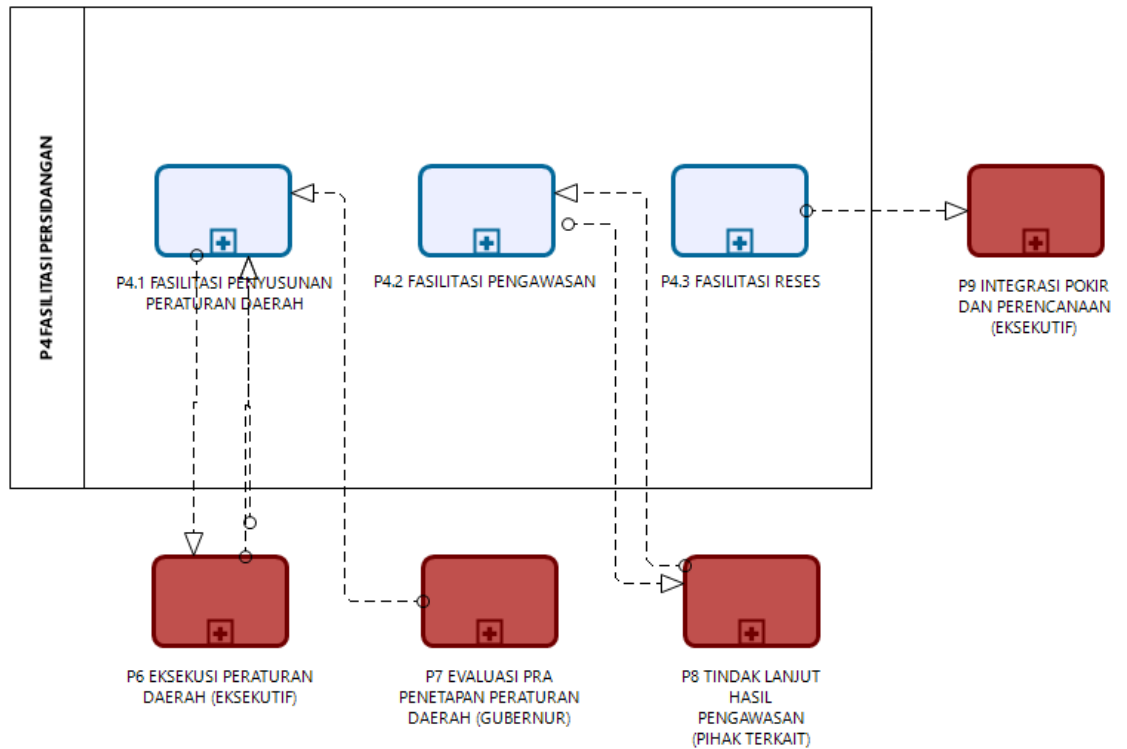 P4 FASILITASI PERSIDANGAN
P4.1 FASILITASI PENYUSUNAN
PERATURAN DAERAH
P4.2 FASILITASI PENGAWASAN
P4.3 FASILITASI RESES
P9 INTEGRASI POKIR
DAN PERENCANAAN
(EKSEKUTIF)
P6 EKSEKUSI PERATURAN
DAERAH (EKSEKUTIF)
P7 EVALUASI PRA
PENETAPAN PERATURAN
DAERAH (GUBERNUR)
P8 TINDAK LANJUT
HASIL
PENGAWASAN
(PIHAK TERKAIT)